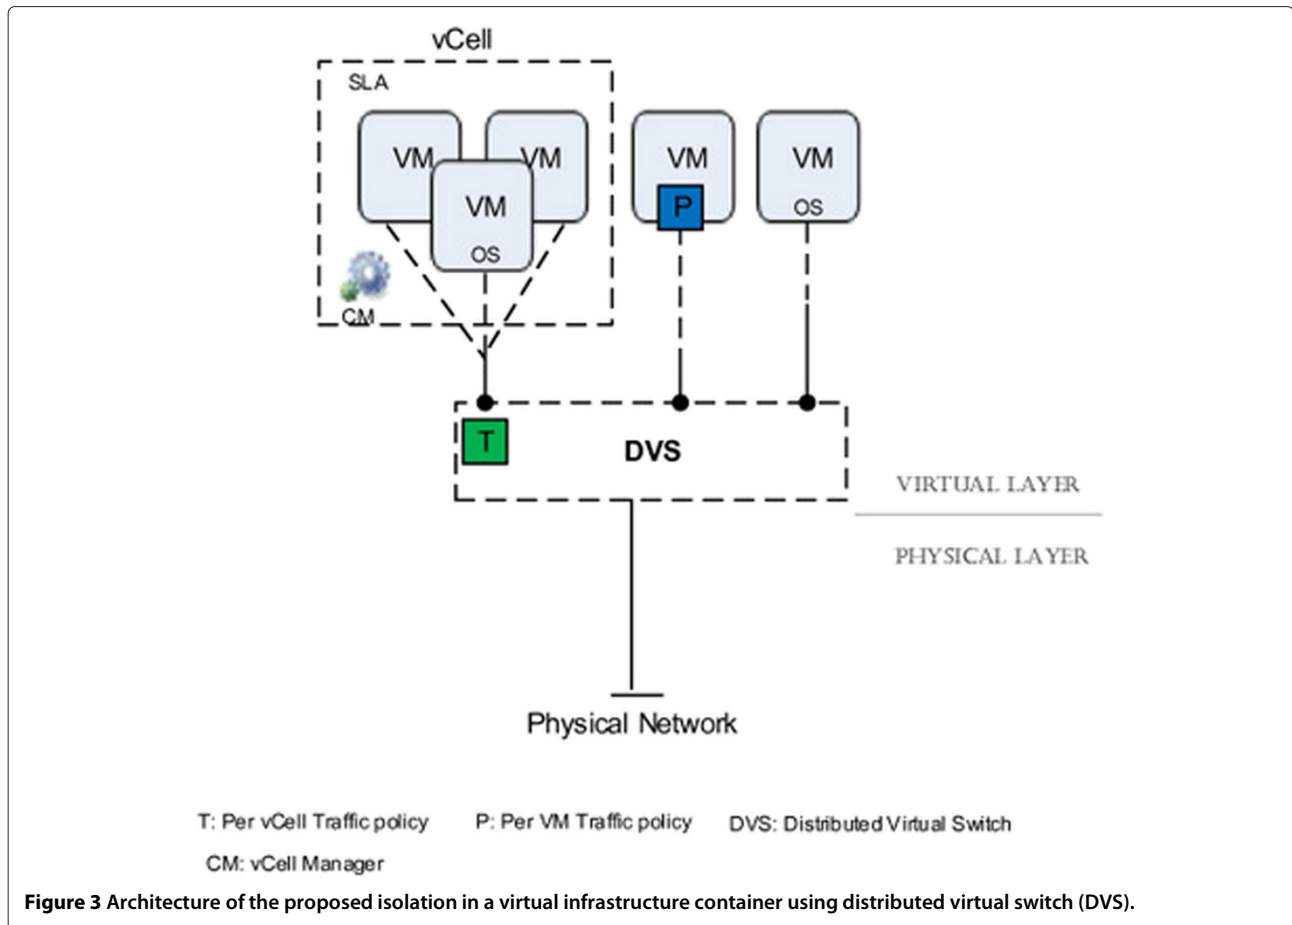 vCell
SLA
VM
VM
VM
VM
VM
P
OS
OS
CM
T
DVS
VIRTUAL LAYER
PHYSICAL LAYER
Physical Network
T: Per vCell Traffic policy
P: Per VM Traffic policy
DVS: Distributed Virtual Switch
CM: vCell Manager
Figure 3 Architecture of the proposed isolation in a virtual infrastructure container using distributed virtual switch (DVS).